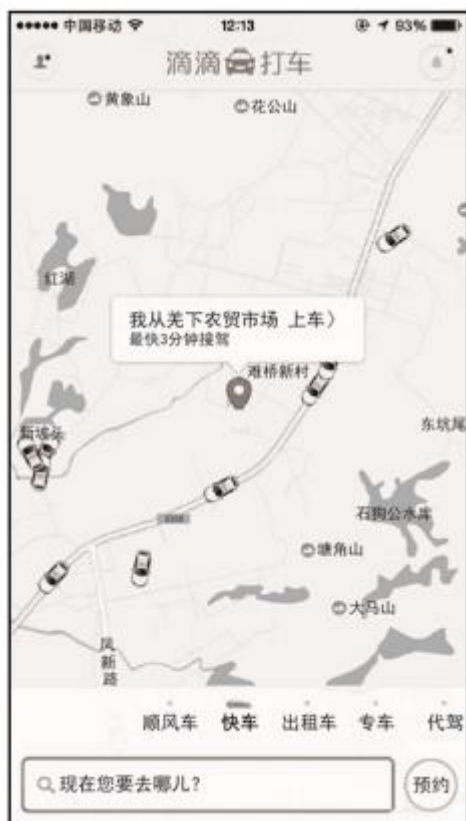 中国移动 12:13 93%
滴滴打车
黄象山
花公山
红湖
我从羌下农贸市场 上车〉
最快3分钟接驾
滩桥新村
东坑尾
石狗公水库
塘角山
大马山
凤新路
顺风车 快车 出租车 专车 代驾
现在您要去哪儿?
预约